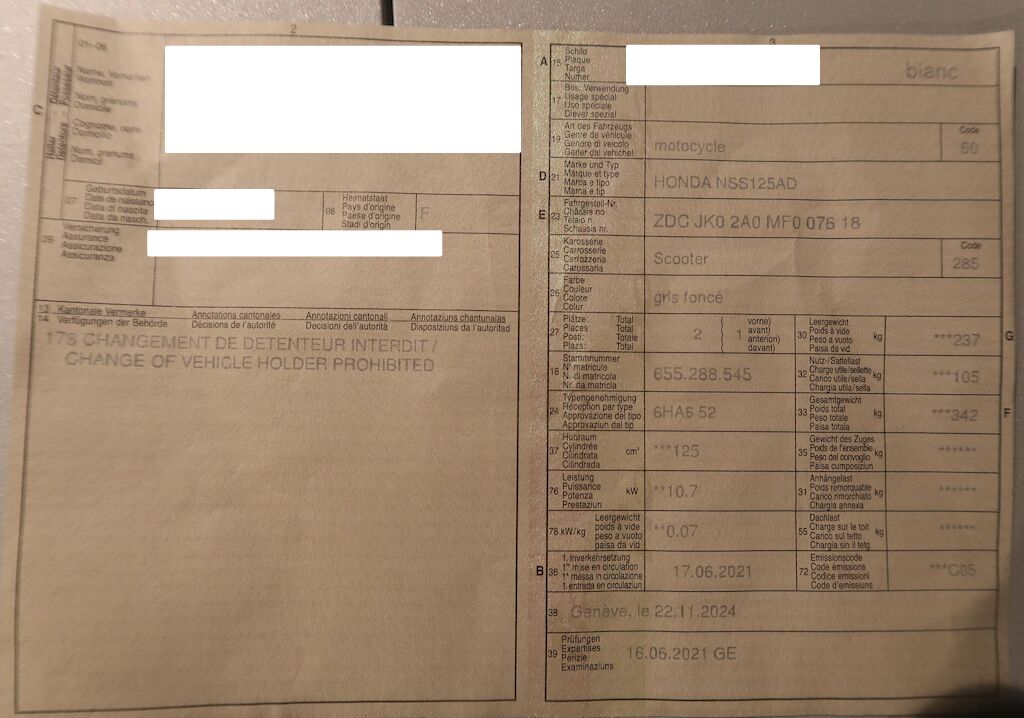 2
01–26
C
Halter Détenteur
Detentore Possessur
Name, Vornamen
Wohnort
Nom, prénoms
Domicile
Cognome, nomi
Domicilio
Num, prenums
Domicil
07
Geburtsdatum
Date de naissance
Data di nascita
Data da nasch.
08
Heimatstaat
Pays d'origine
Paese d'origine
Stadi d'origin
F
09
Versicherung
Assurance
Assicurazione
Assicuranza
13 Kantonale Vermerke Annotations cantonales Annotazioni cantonali Annotaziuns chantunalas
14 Verfügungen der Behörde Décisions de l'autorité Decisioni dell'autorità Disposiziuns da l'autoritad
178 CHANGEMENT DE DETENTEUR INTERDIT /
CHANGE OF VEHICLE HOLDER PROHIBITED
3
A 15
Schild
Plaque
Targa
Numer
blanc
17
Bes. Verwendung
Usage spécial
Uso speciale
Diever spezial
19
Art des Fahrzeugs
Genre de véhicule
Genere di veicolo
Gener dal vehichel
motocycle
Code
60
D 21
Marke und Typ
Marque et type
Marca e tipo
Marca e tip
HONDA NSS125AD
E 23
Fahrgestell-Nr.
Châssis no
Telaio n.
Schassis nr.
ZDC JK0 2A0 MF0 076 18
25
Karosserie
Carrosserie
Carrozzeria
Carossaria
Scooter
Code
285
26
Farbe
Couleur
Colore
Colur
gris foncé
27
Plätze: Total
Places: Total
Posti: Totale
Plazs: Total
2
1
vorne)
avant)
anteriori)
davant)
30
Leergewicht
Poids à vide
Peso a vuoto
Paisa da vid
kg
***237
G
18
Stammnummer
N° matricule
N. di matricola
Nr. da matricla
655.288.545
32
Nutz-/Sattellast
Charge utile/sellette
Carico utile/sella
Chargia utila/sella
kg
***105
24
Typengenehmigung
Réception par type
Approvazione del tipo
Approvaziun dal tip
6HA6 52
33
Gesamtgewicht
Poids total
Peso totale
Paisa totala
kg
***342
F
37
Hubraum
Cylindrée
Cilindrata
Cilindrada
cm³
***125
35
Gewicht des Zuges
Poids de l'ensemble
Peso del convoglio
Paisa cumposiziun
kg
******
76
Leistung
Puissance
Potenza
Prestaziun
kW
**10.7
31
Anhängelast
Poids remorquable
Carico rimorchiato
Chargia annexa
kg
******
78 kW/kg
Leergewicht
poids à vide
peso a vuoto
paisa da vid
**0.07
55
Dachlast
Charge sur le toit
Carico sul tetto
Chargia sin il tetg
kg
******
B 36
1. Inverkehrsetzung
1re mise en circulation
1a messa in circolazione
1. entrada en circulaziun
17.06.2021
72
Emissionscode
Code émissions
Codice emissioni
Code d'emissiuns
***C05
38 Genève, le 22.11.2024
39
Prüfungen
Expertises
Perizie
Examinaziuns
16.06.2021 GE